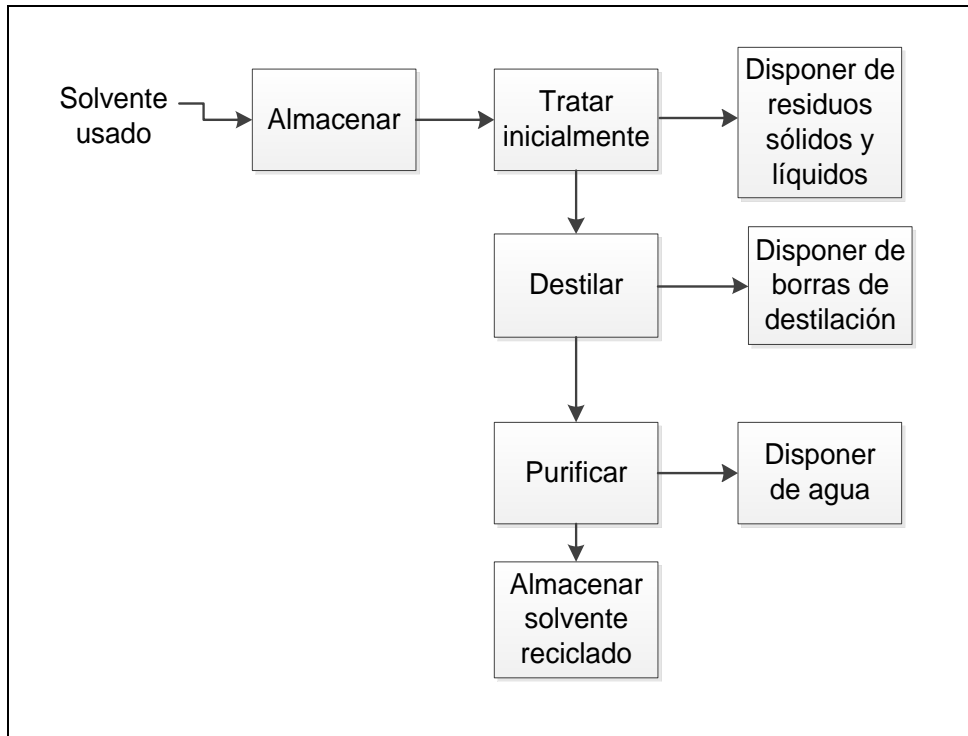 Solvente
usado
Almacenar
Tratar
inicialmente
Disponer de
residuos
sólidos y
líquidos
Destilar
Disponer de
borras de
destilación
Purificar
Disponer
de agua
Almacenar
solvente
reciclado